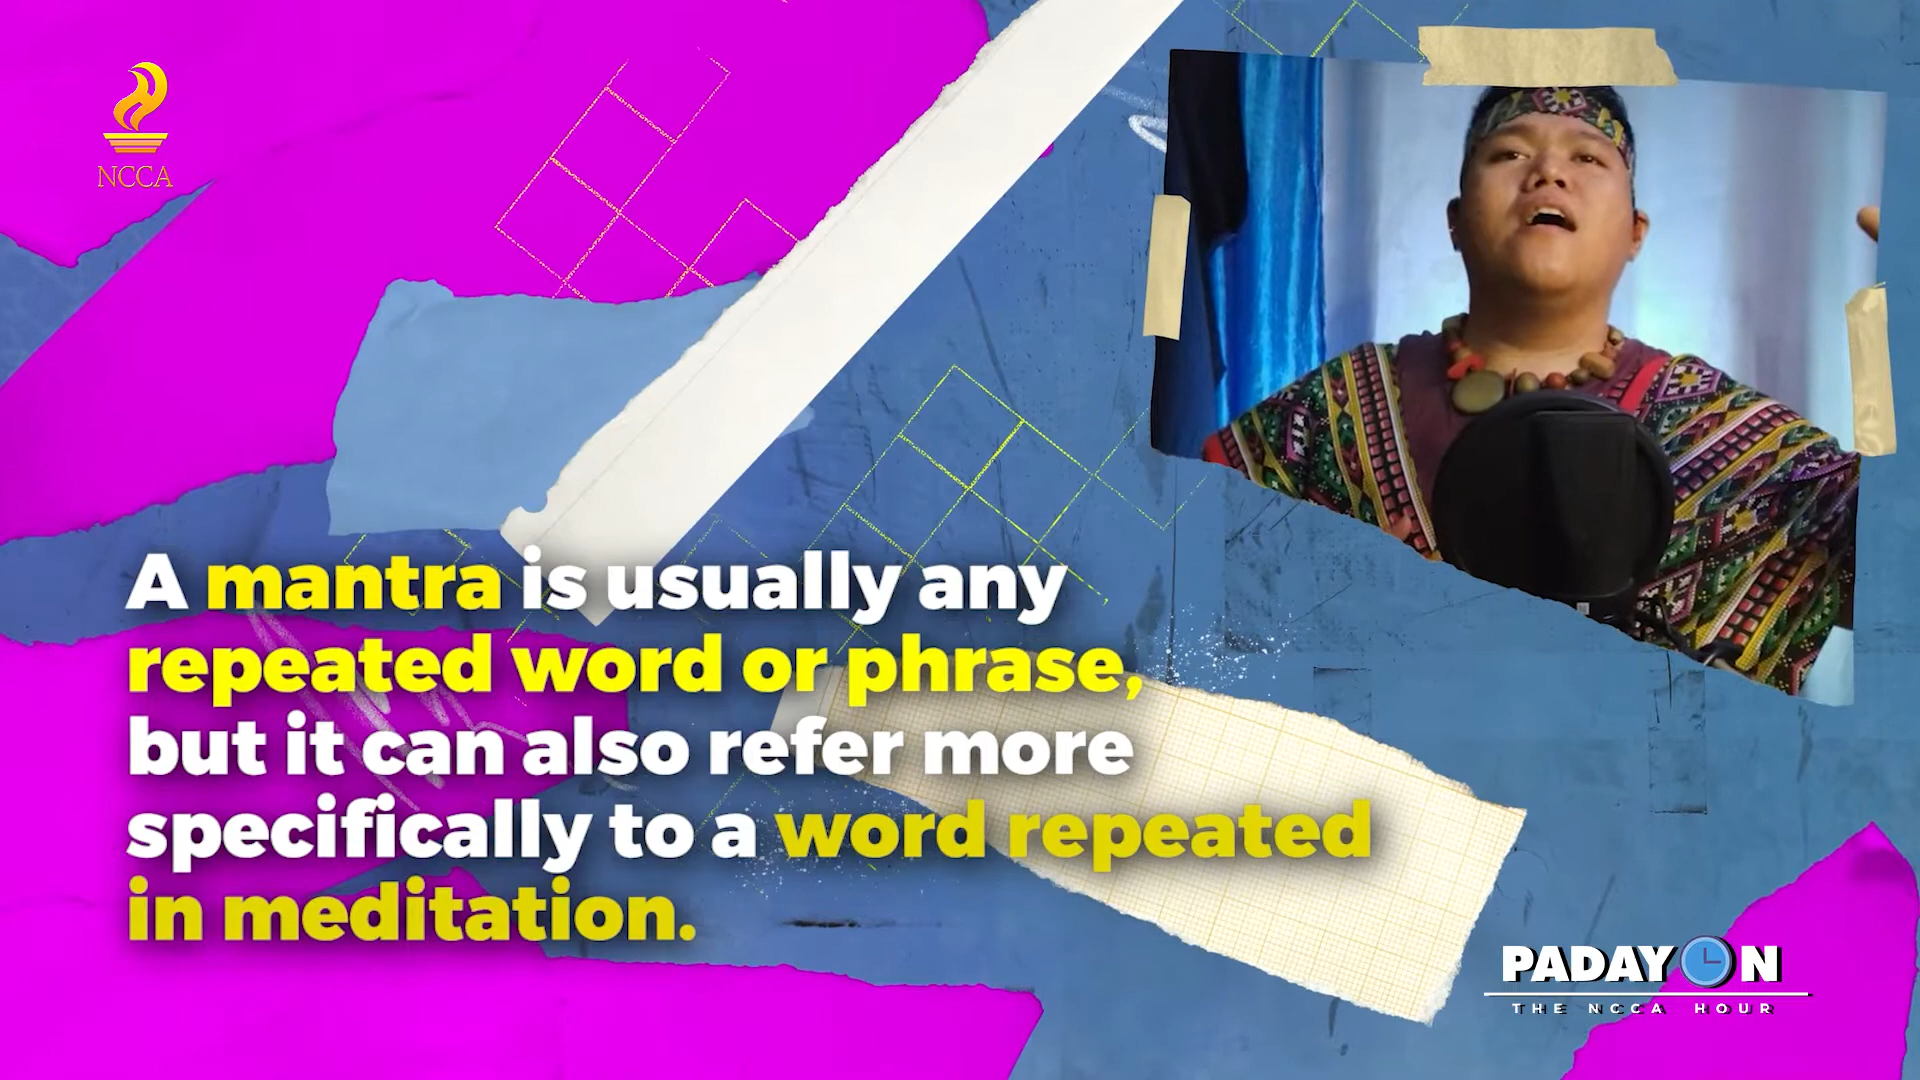 NCCA
A mantra is usually any
repeated word or phrase,
but it can also refer more
specifically to a word repeated
in meditation.
PADAYON
THE NCCA HOUR